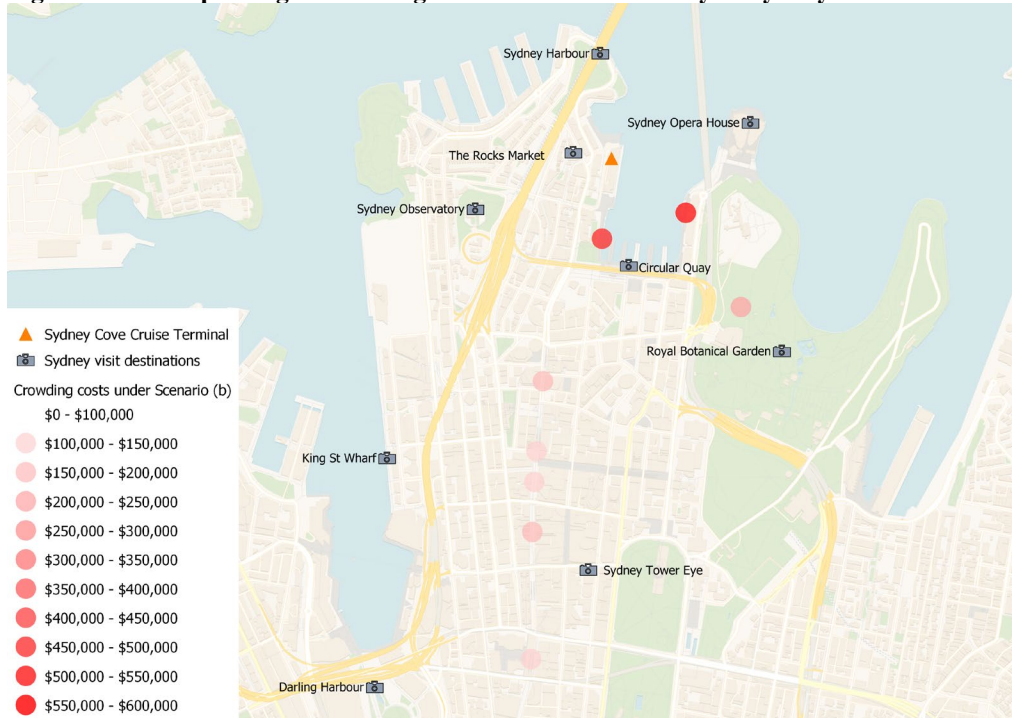 Sydney Harbour
Sydney Opera House
The Rocks Market
Sydney Observatory
Circular Quay
Sydney Cove Cruise Terminal
Sydney visit destinations
Royal Botanical Garden
Crowding costs under Scenario (b)
$0 - $100,000
$100,000 - $150,000
$150,000 - $200,000
King St Wharf
$200,000 - $250,000
$250,000 - $300,000
$300,000 - $350,000
Sydney Tower Eye
$350,000 - $400,000
$400,000 - $450,000
$450,000 - $500,000
$500,000 - $550,000
Darling Harbour
$550,000 - $600,000